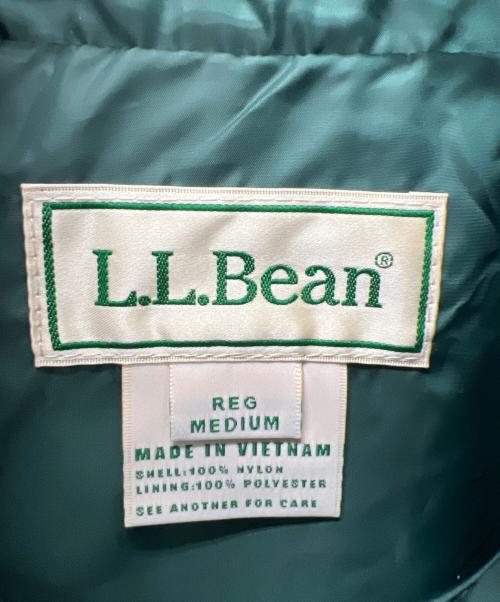 L.L.Bean®
REG
MEDIUM
MADE IN VIETNAM
SHELL:100% NYLON
LINING:100% POLYESTER
SEE ANOTHER FOR CARE